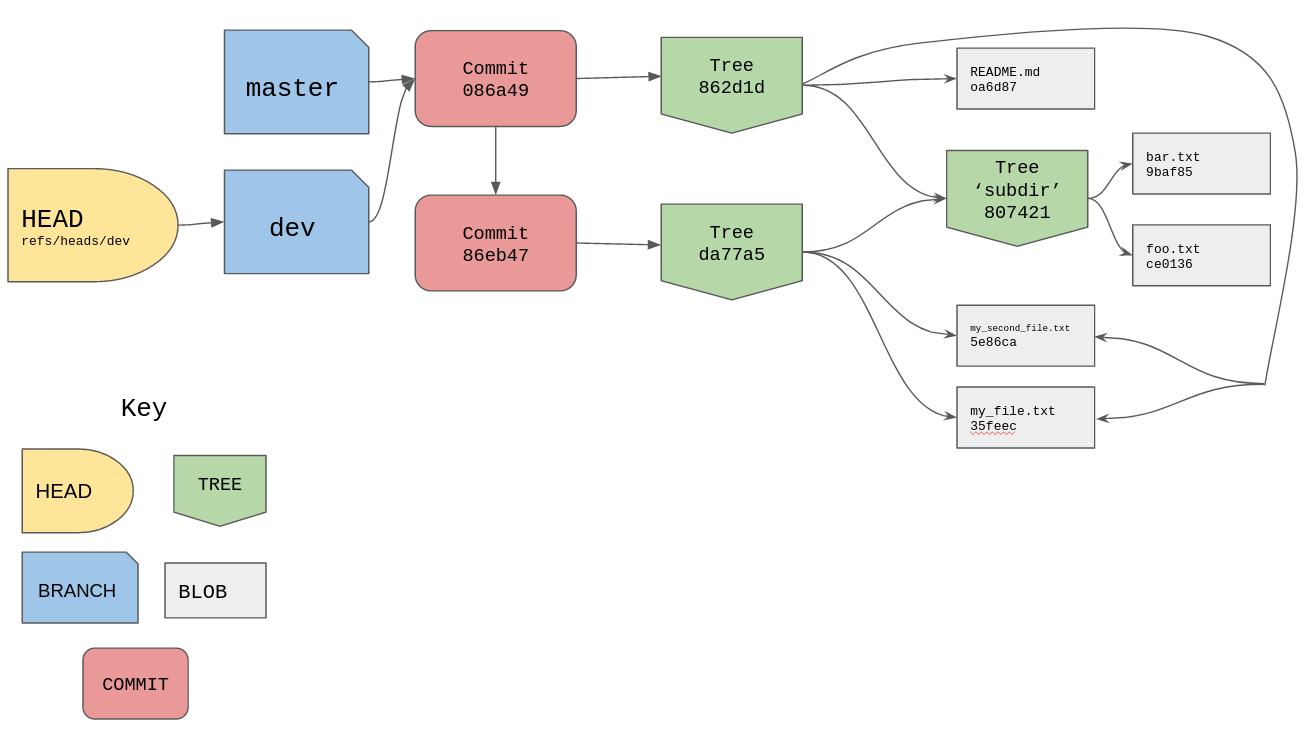 master
Commit
086a49
Tree
862d1d
README.md
oa6d87
HEAD
refs/heads/dev
dev
Commit
86eb47
Tree
da77a5
Tree
‘subdir’
807421
bar.txt
9baf85
foo.txt
ce0136
my_second_file.txt
5e86ca
my_file.txt
35feec
Key
HEAD
TREE
BRANCH
BLOB
COMMIT